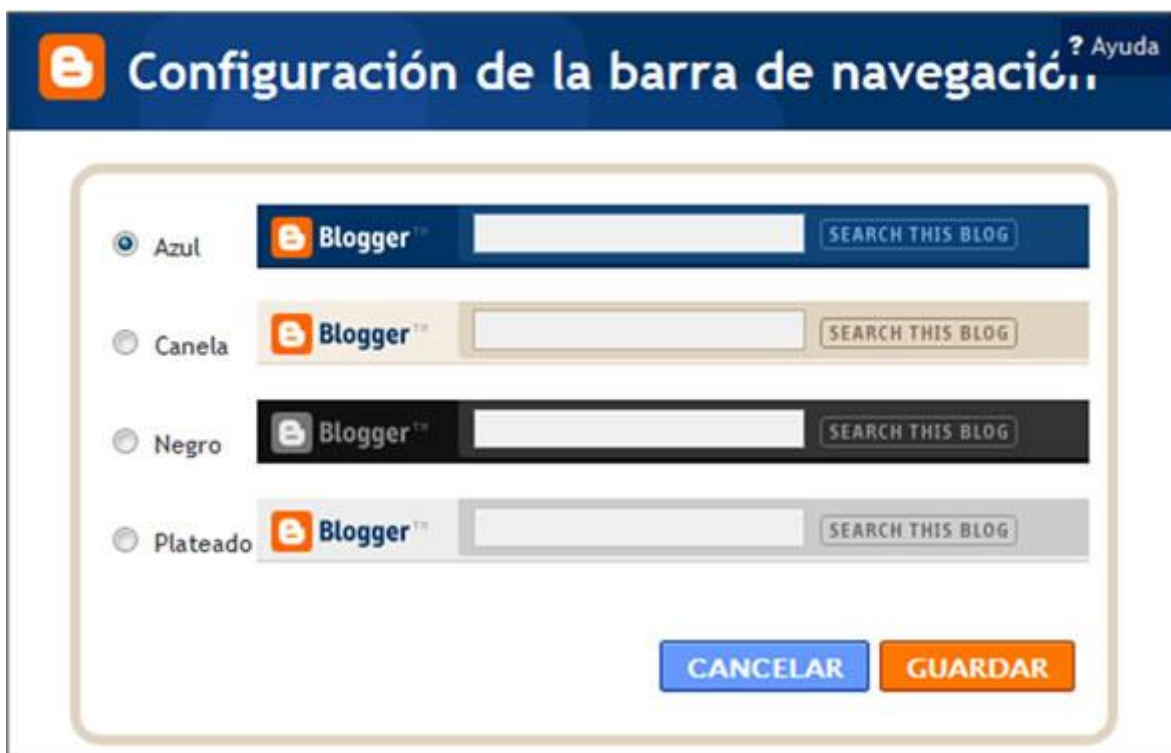 ? Ayuda
Configuración de la barra de navegación
Azul Blogger™ SEARCH THIS BLOG
Canela Blogger™ SEARCH THIS BLOG
Negro Blogger™ SEARCH THIS BLOG
Plateado Blogger™ SEARCH THIS BLOG
CANCELAR GUARDAR